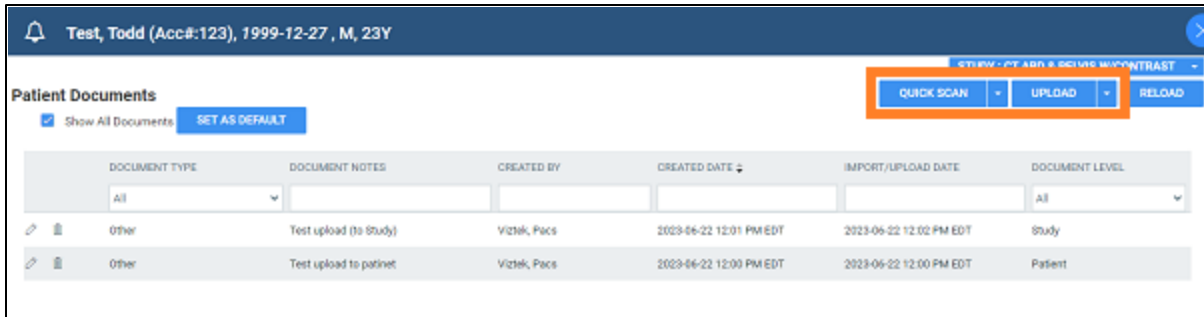 Test, Todd (Acc#:123), 1999-12-27 , M, 23Y
STUDY : CT ABD & PELVIS W/CONTRAST
Patient Documents
QUICK SCAN UPLOAD RELOAD
Show All Documents SET AS DEFAULT
DOCUMENT TYPE DOCUMENT NOTES CREATED BY CREATED DATE IMPORT/UPLOAD DATE DOCUMENT LEVEL
All All
Other Test upload (to Study) Viztek, Pacs 2023-06-22 12:01 PM EDT 2023-06-22 12:02 PM EDT Study
Other Test upload to patinet Viztek, Pacs 2023-06-22 12:00 PM EDT 2023-06-22 12:00 PM EDT Patient